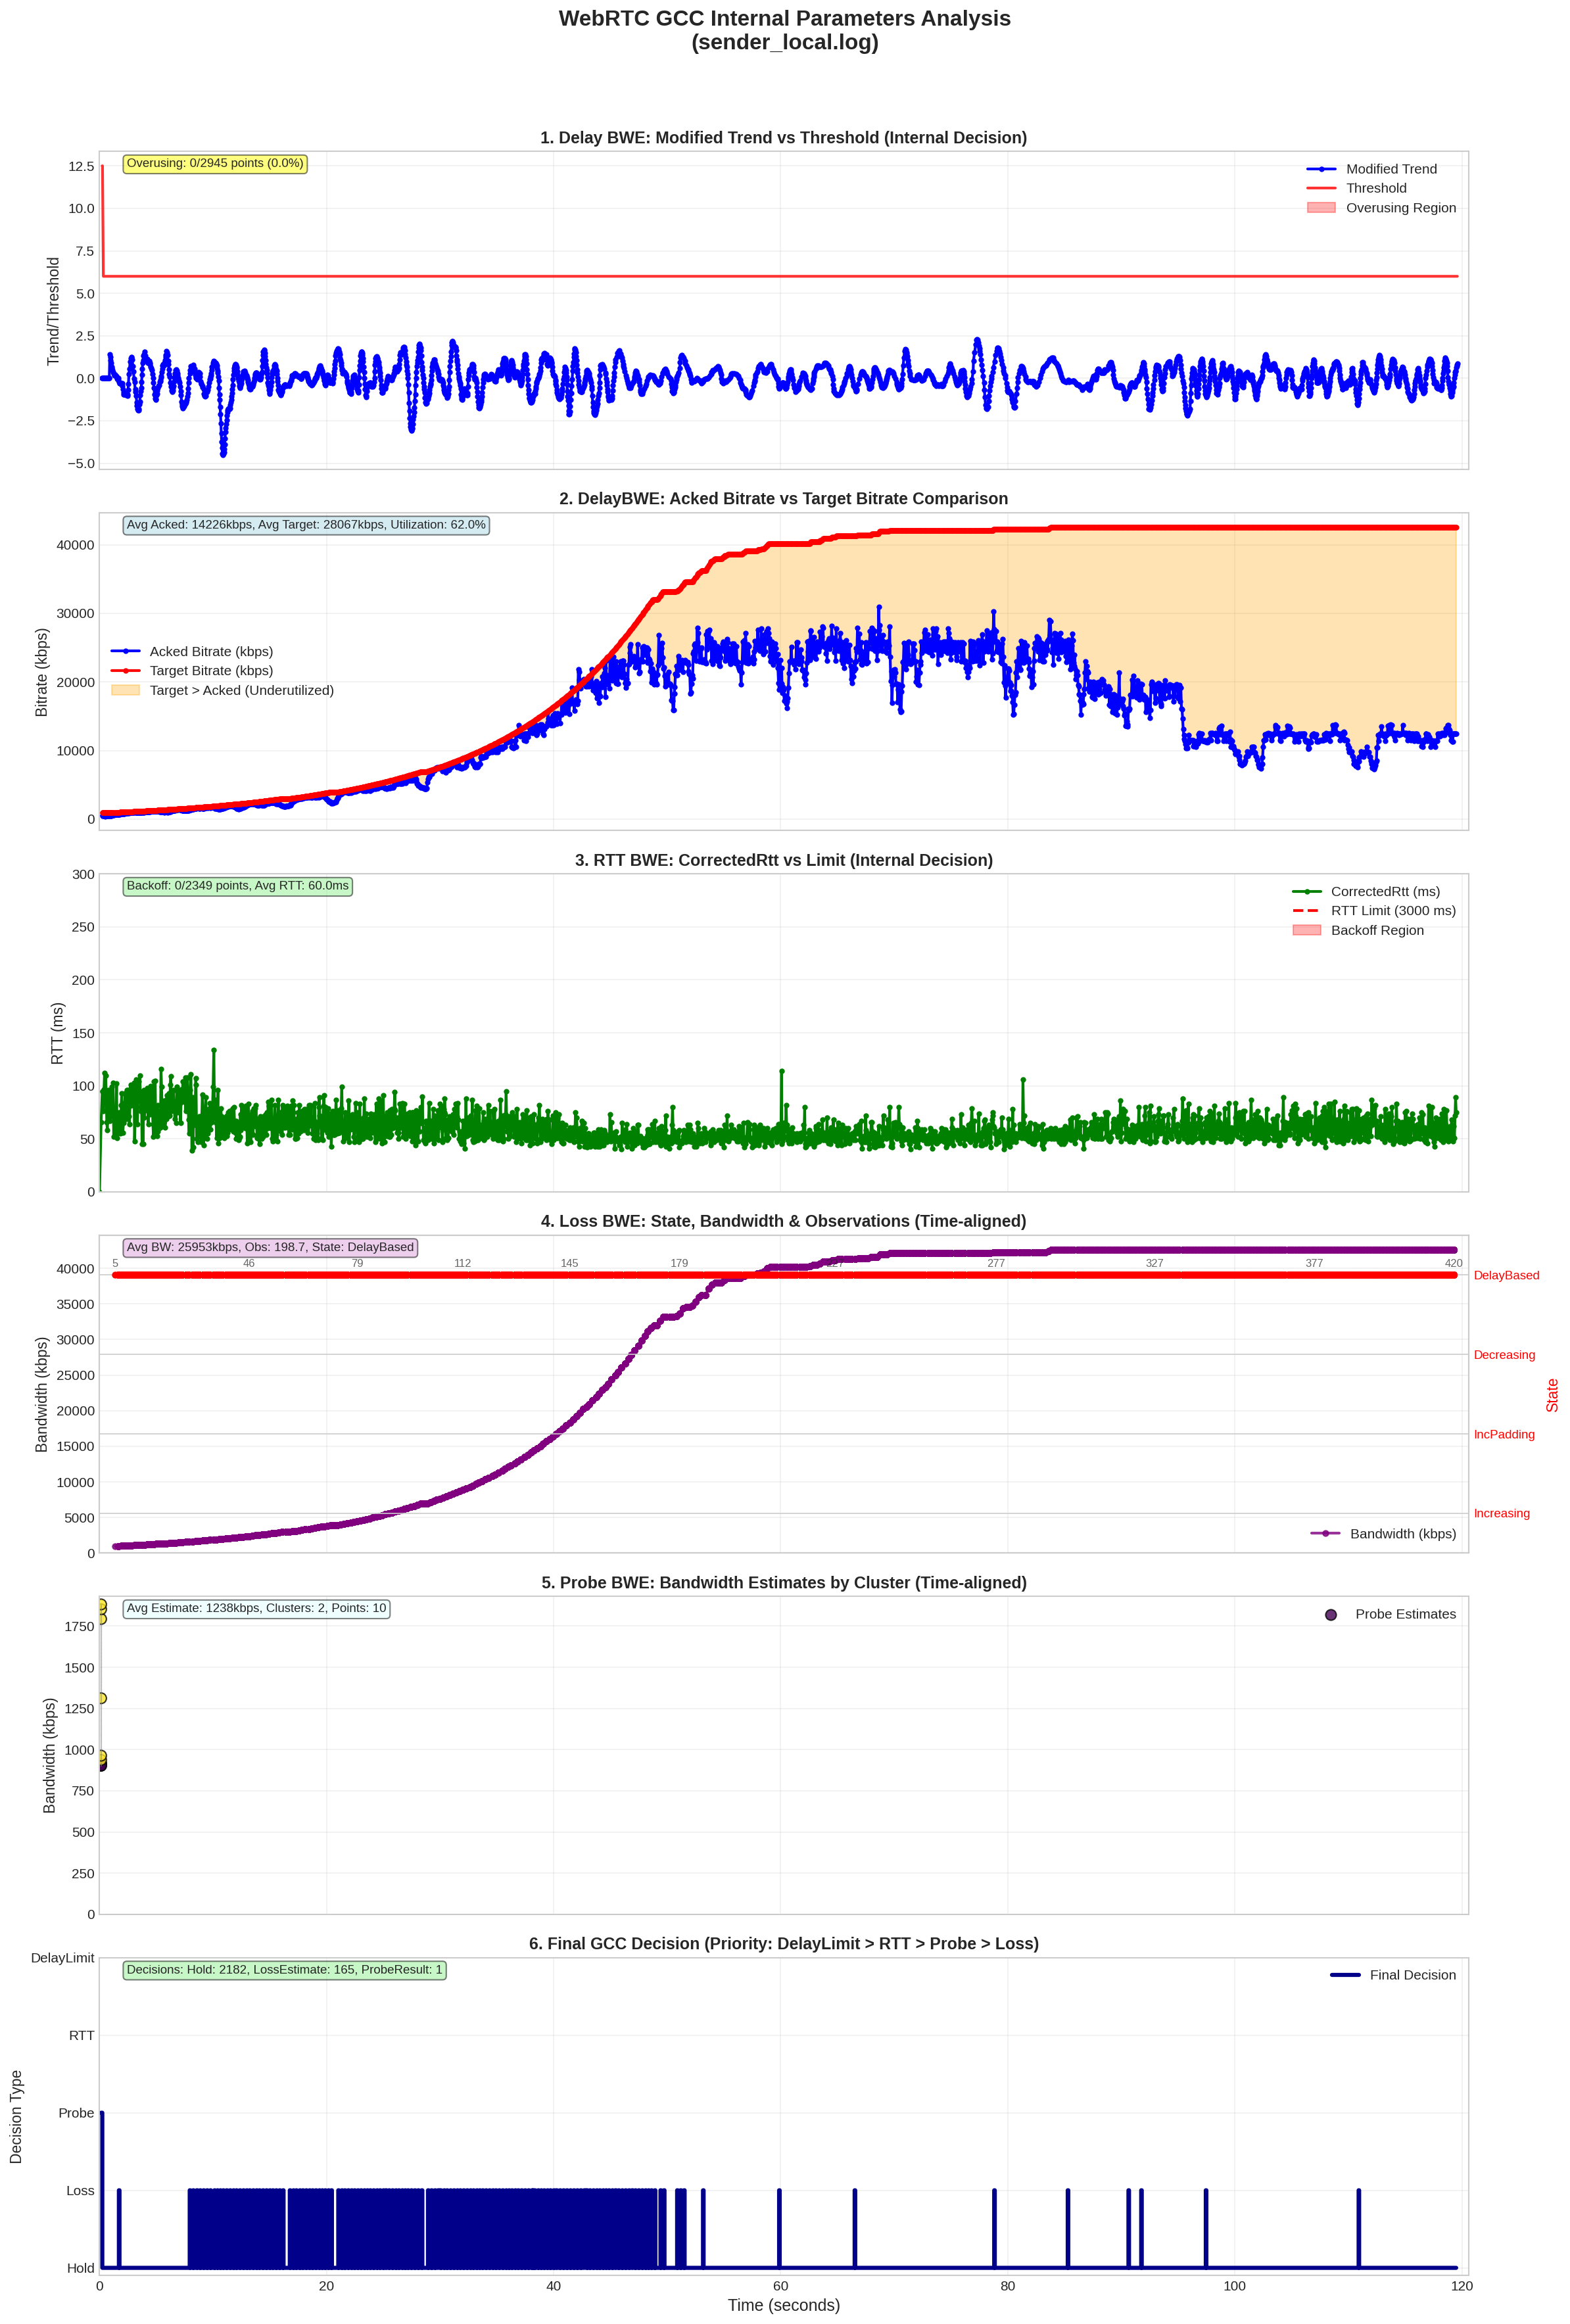 WebRTC GCC Internal Parameters Analysis
(sender_local.log)
1. Delay BWE: Modified Trend vs Threshold (Internal Decision)
Overusing: 0/2945 points (0.0%)
Modified Trend
Threshold
Overusing Region
Trend/Threshold
12.5
10.0
7.5
5.0
2.5
0.0
−2.5
−5.0
2. DelayBWE: Acked Bitrate vs Target Bitrate Comparison
Avg Acked: 14226kbps, Avg Target: 28067kbps, Utilization: 62.0%
Acked Bitrate (kbps)
Target Bitrate (kbps)
Target > Acked (Underutilized)
Bitrate (kbps)
40000
30000
20000
10000
0
3. RTT BWE: CorrectedRtt vs Limit (Internal Decision)
Backoff: 0/2349 points, Avg RTT: 60.0ms
CorrectedRtt (ms)
RTT Limit (3000 ms)
Backoff Region
RTT (ms)
300
250
200
150
100
50
0
4. Loss BWE: State, Bandwidth & Observations (Time-aligned)
Avg BW: 25953kbps, Obs: 198.7, State: DelayBased
5 46 79 112 145 179 277 327 377 420
Bandwidth (kbps)
40000
35000
30000
25000
20000
15000
10000
5000
0
DelayBased
Decreasing
IncPadding
Increasing
State
Bandwidth (kbps)
5. Probe BWE: Bandwidth Estimates by Cluster (Time-aligned)
Avg Estimate: 1238kbps, Clusters: 2, Points: 10
Probe Estimates
Bandwidth (kbps)
1750
1500
1250
1000
750
500
250
0
6. Final GCC Decision (Priority: DelayLimit > RTT > Probe > Loss)
Decisions: Hold: 2182, LossEstimate: 165, ProbeResult: 1
Final Decision
Decision Type
DelayLimit
RTT
Probe
Loss
Hold
0 20 40 60 80 100 120
Time (seconds)